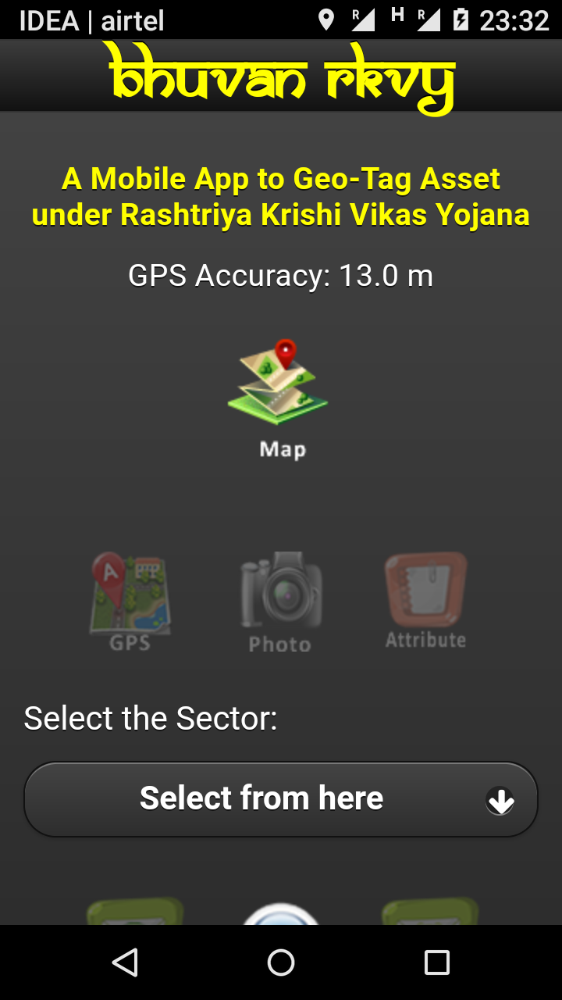 IDEA | airtel R H R 23:32
bhuvan rkvy
A Mobile App to Geo-Tag Asset
under Rashtriya Krishi Vikas Yojana
GPS Accuracy: 13.0 m
Map
A
GPS Photo Attribute
Select the Sector:
Select from here